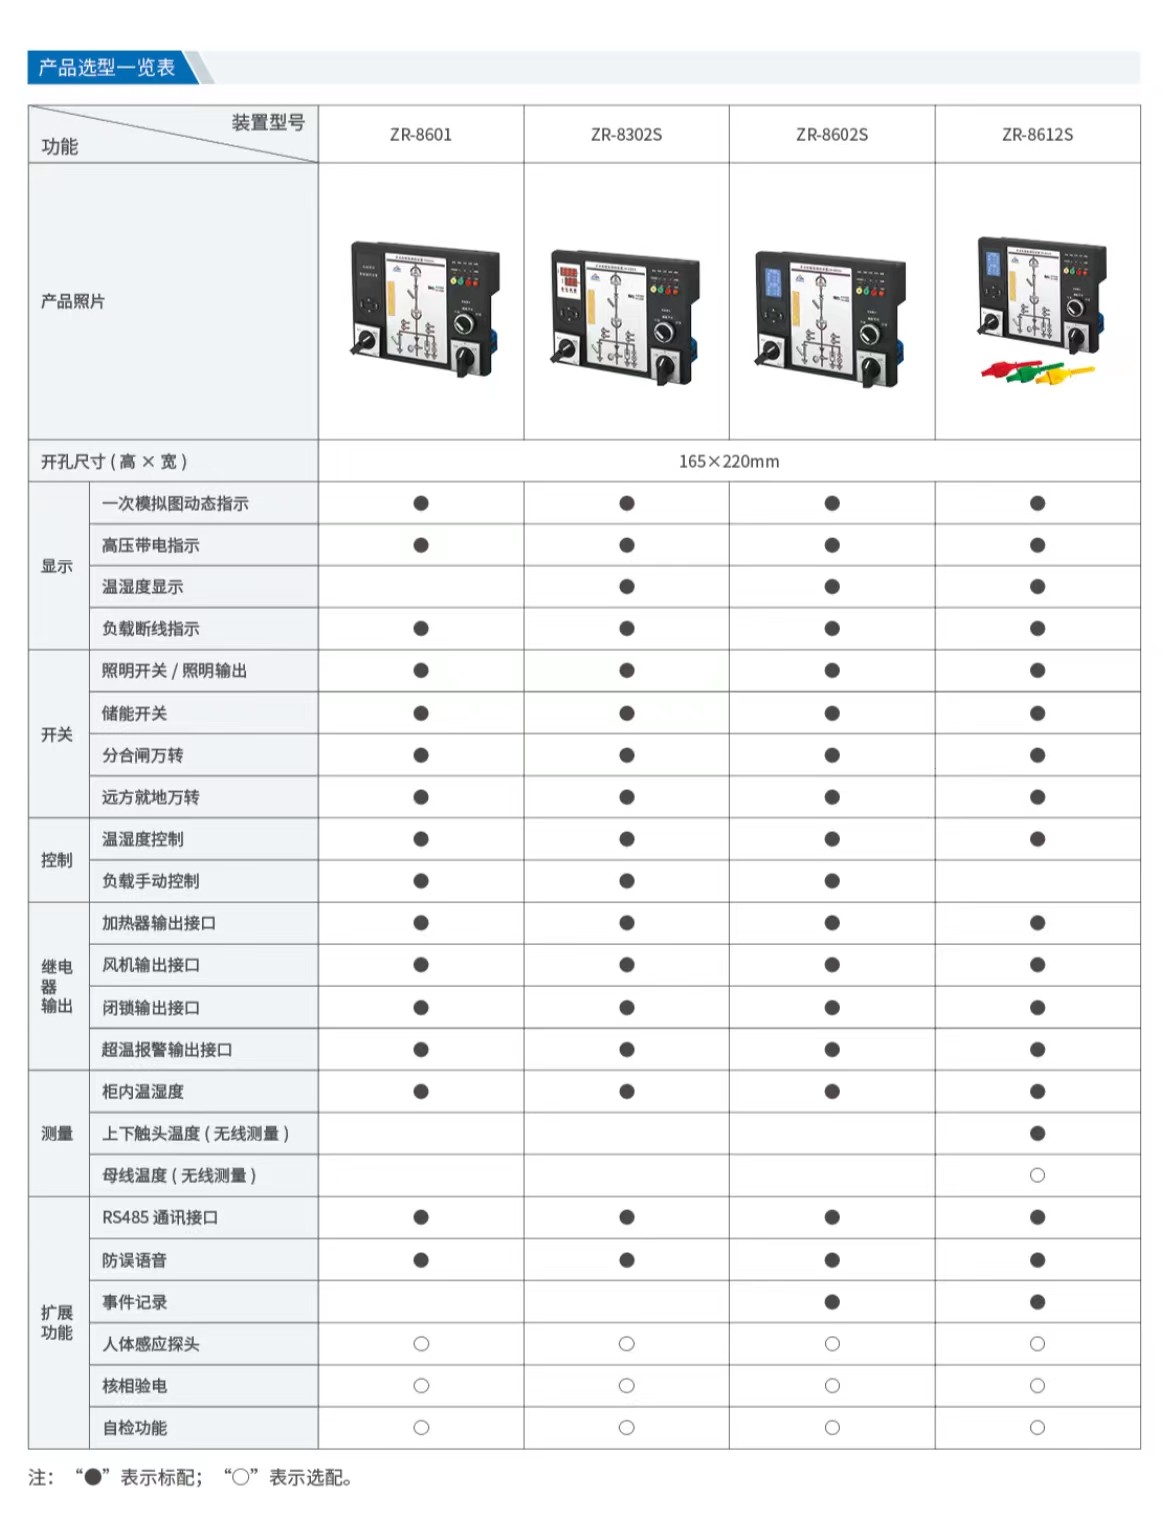 产品选型一览表
装置型号
功能
ZR-8601 ZR-8302S ZR-8602S ZR-8612S
产品照片
开孔尺寸 ( 高 × 宽 ) 165×220mm
显示
一次模拟图动态指示 ● ● ● ●
高压带电指示 ● ● ● ●
温湿度显示 ● ● ●
负载断线指示 ● ● ● ●
开关
照明开关 / 照明输出 ● ● ● ●
储能开关 ● ● ● ●
分合闸万转 ● ● ● ●
远方就地万转 ● ● ● ●
控制
温湿度控制 ● ● ● ●
负载手动控制 ● ● ●
继电
器
输出
加热器输出接口 ● ● ● ●
风机输出接口 ● ● ● ●
闭锁输出接口 ● ● ● ●
超温报警输出接口 ● ● ● ●
测量
柜内温湿度 ● ● ● ●
上下触头温度 ( 无线测量 ) ●
母线温度 ( 无线测量 ) ○
扩展
功能
RS485 通讯接口 ● ● ● ●
防误语音 ● ● ● ●
事件记录 ● ●
人体感应探头 ○ ○ ○ ○
核相验电 ○ ○ ○ ○
自检功能 ○ ○ ○ ○
注：“●”表示标配；“○”表示选配。